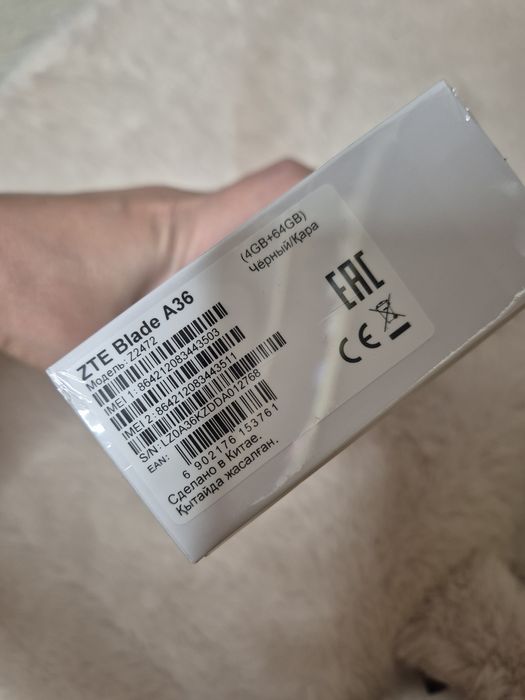 ZTE Blade A36
Модель: Z2472
(4GB+64GB)
Чёрный/Қара
IMEI 1: 864212083443503
IMEI 2: 864212083443511
S/N: LZ0A36KZDDA012768
EAN:
6 902176 153761
Сделано в Китае.
Қытайда жасалған.
EAC
CE